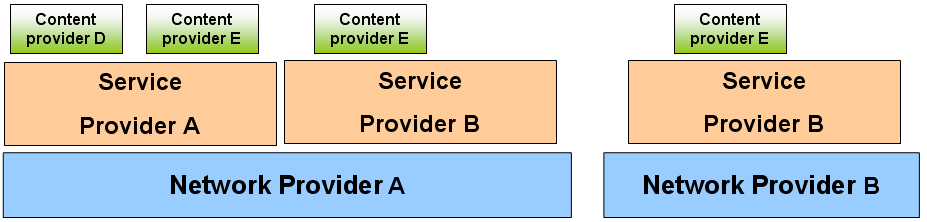 Content
provider D
Content
provider E
Content
provider E
Content
provider E
Service
Provider A
Service
Provider B
Service
Provider B
Network Provider A
Network Provider B